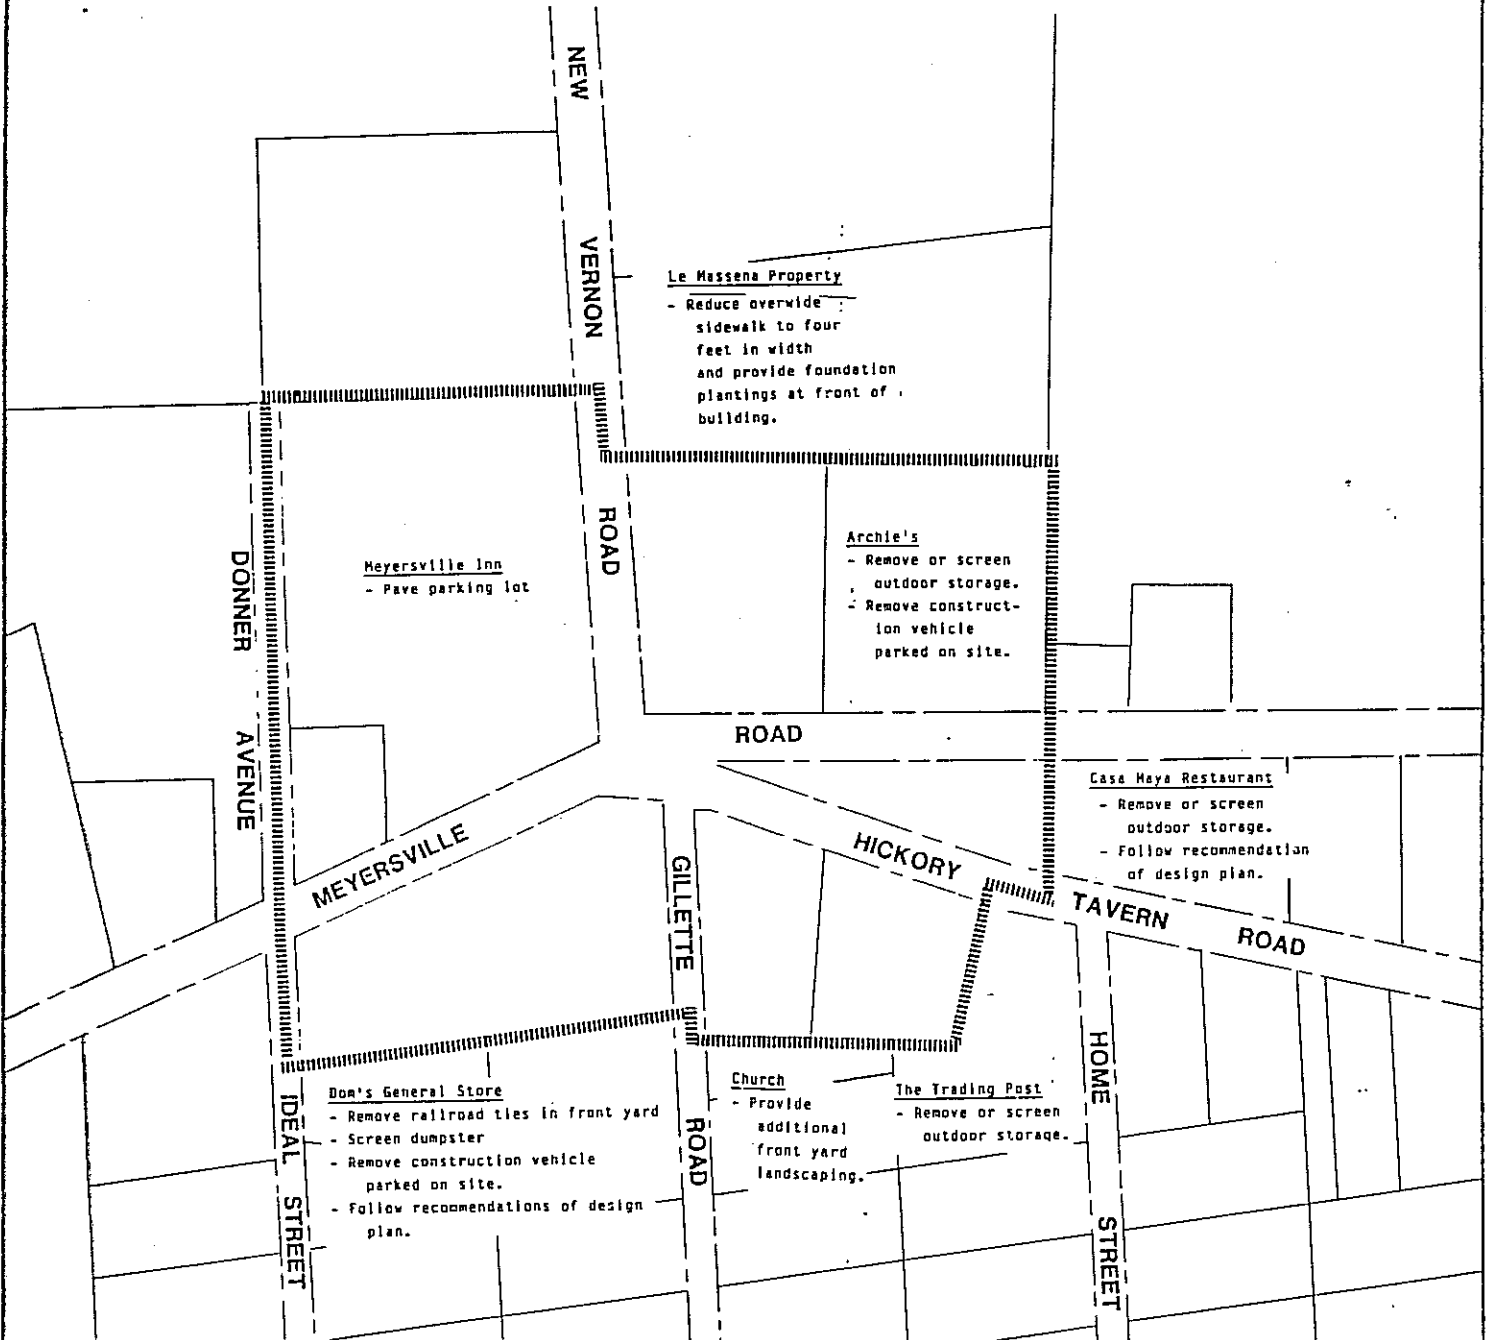 NEW
VERNON
ROAD
Le Massena Property
- Reduce overwide
sidewalk to four
feet in width
and provide foundation
plantings at front of
building.
Archie's
- Remove or screen
outdoor storage.
- Remove construct-
ion vehicle
parked on site.
Meyersville Inn
- Pave parking lot
DONNER
AVENUE
ROAD
Casa Maya Restaurant
- Remove or screen
outdoor storage.
- Follow recommendation
of design plan.
MEYERSVILLE
HICKORY
TAVERN
ROAD
GILLETTE
ROAD
Dom's General Store
- Remove railroad ties in front yard
- Screen dumpster
- Remove construction vehicle
parked on site.
- Follow recommendations of design
plan.
Church
- Provide
additional
front yard
landscaping.
The Trading Post
- Remove or screen
outdoor storage.
IDEAL
STREET
HOME
STREET